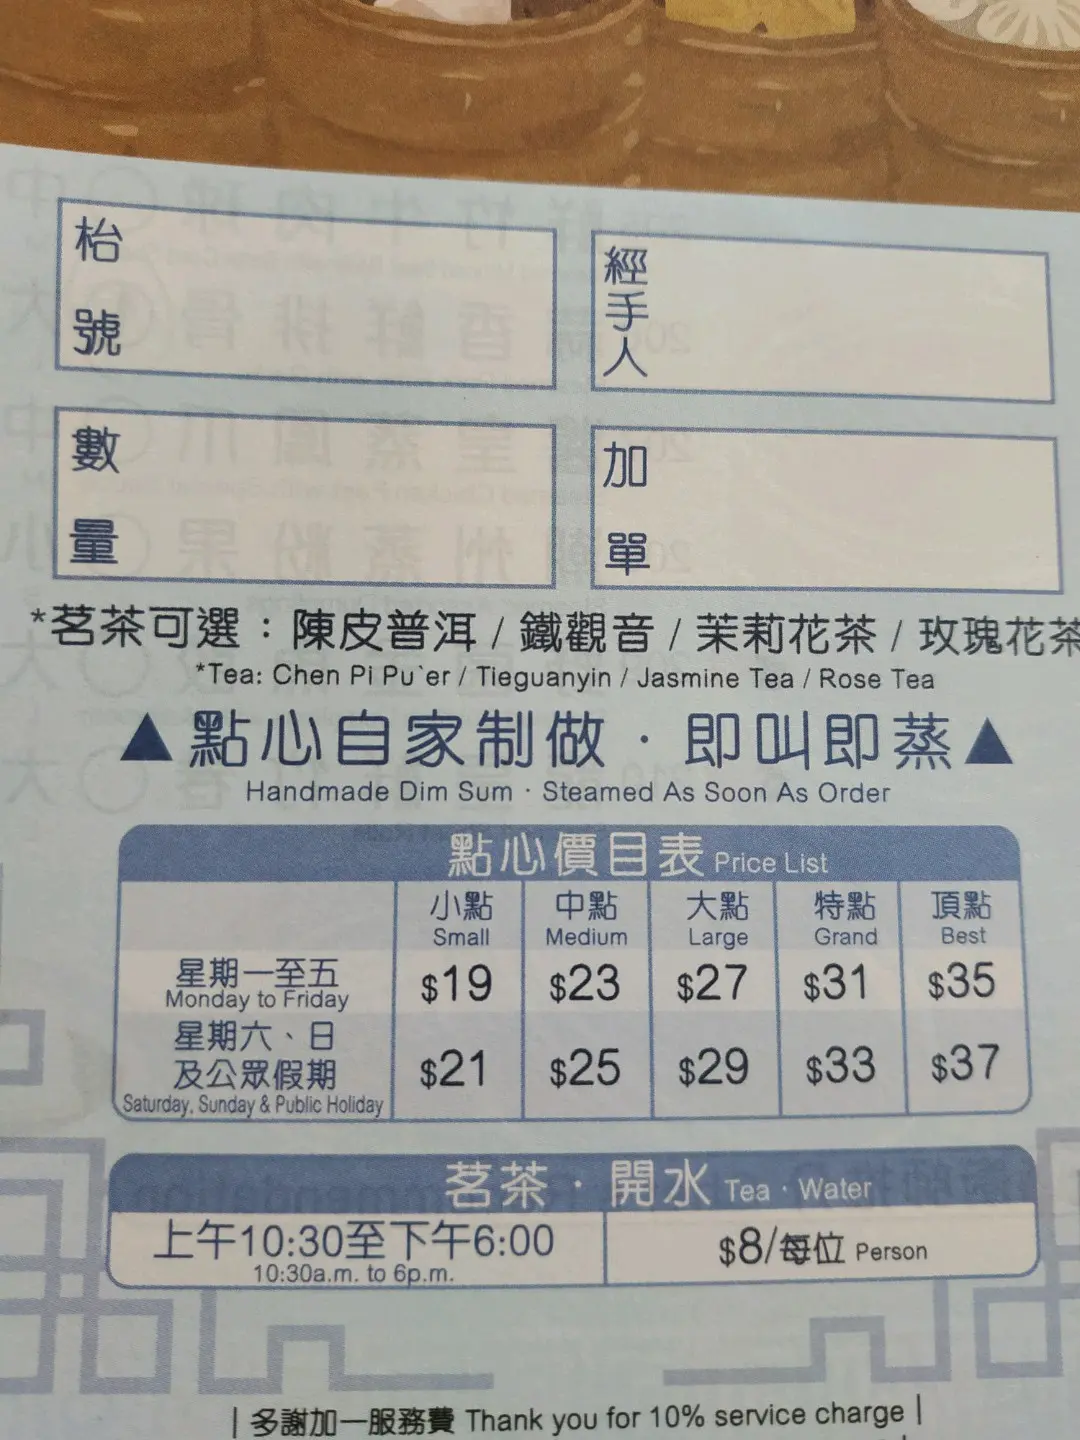 枱號
經手人
數量
加單
*茗茶可選：陳皮普洱 / 鐵觀音 / 茉莉花茶 / 玫瑰花茶
*Tea: Chen Pi Pu`er / Tieguanyin / Jasmine Tea / Rose Tea
▲點心自家制做 · 即叫即蒸▲
Handmade Dim Sum · Steamed As Soon As Order
點心價目表 Price List
小點 中點 大點 特點 頂點
Small Medium Large Grand Best
星期一至五
Monday to Friday
$19 $23 $27 $31 $35
星期六、日
及公眾假期
Saturday, Sunday & Public Holiday
$21 $25 $29 $33 $37
茗茶 · 開水 Tea · Water
上午10:30至下午6:00
10:30a.m. to 6p.m.
$8/每位 Person
| 多謝加一服務費 Thank you for 10% service charge |